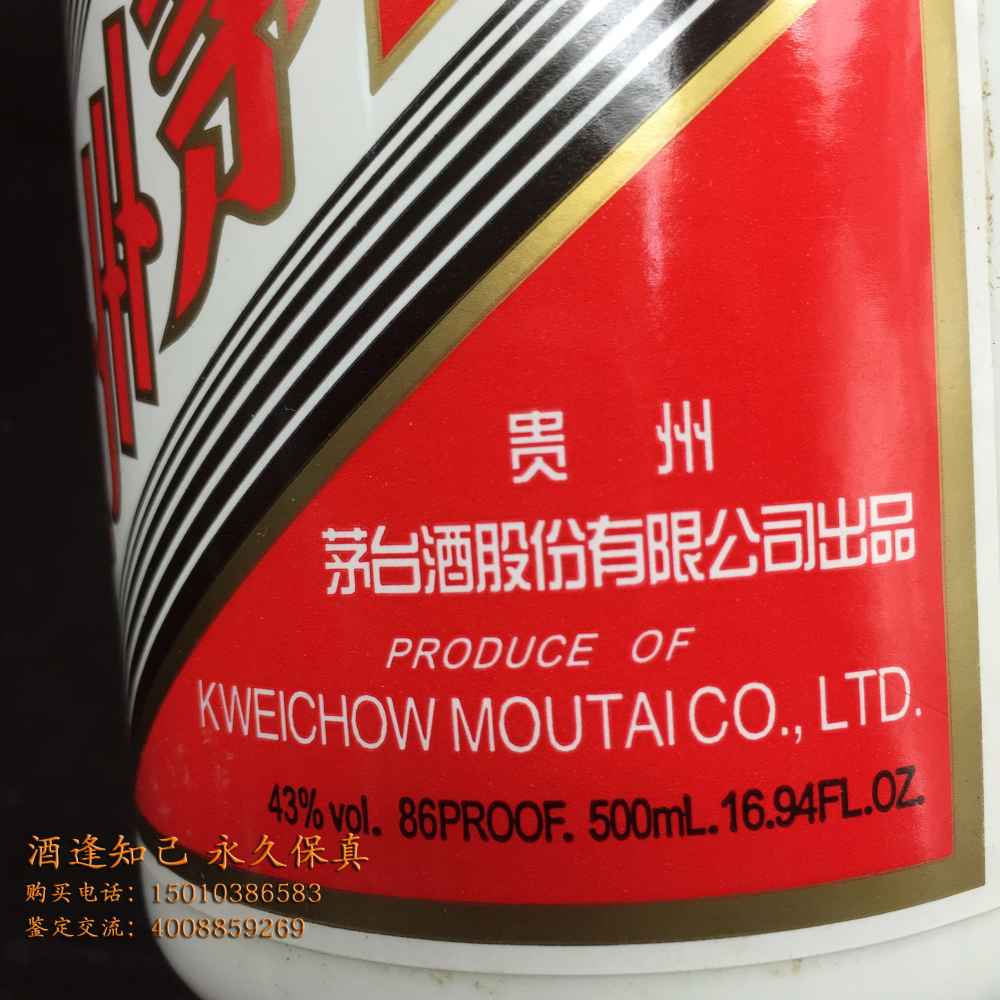 州茅
贵州
茅台酒股份有限公司出品
PRODUCE OF
KWEICHOW MOUTAI CO., LTD.
43%vol. 86PROOF. 500mL. 16.94FL.OZ.
酒逢知己 永久保真
购买电话: 15010386583
鉴定交流: 4008859269